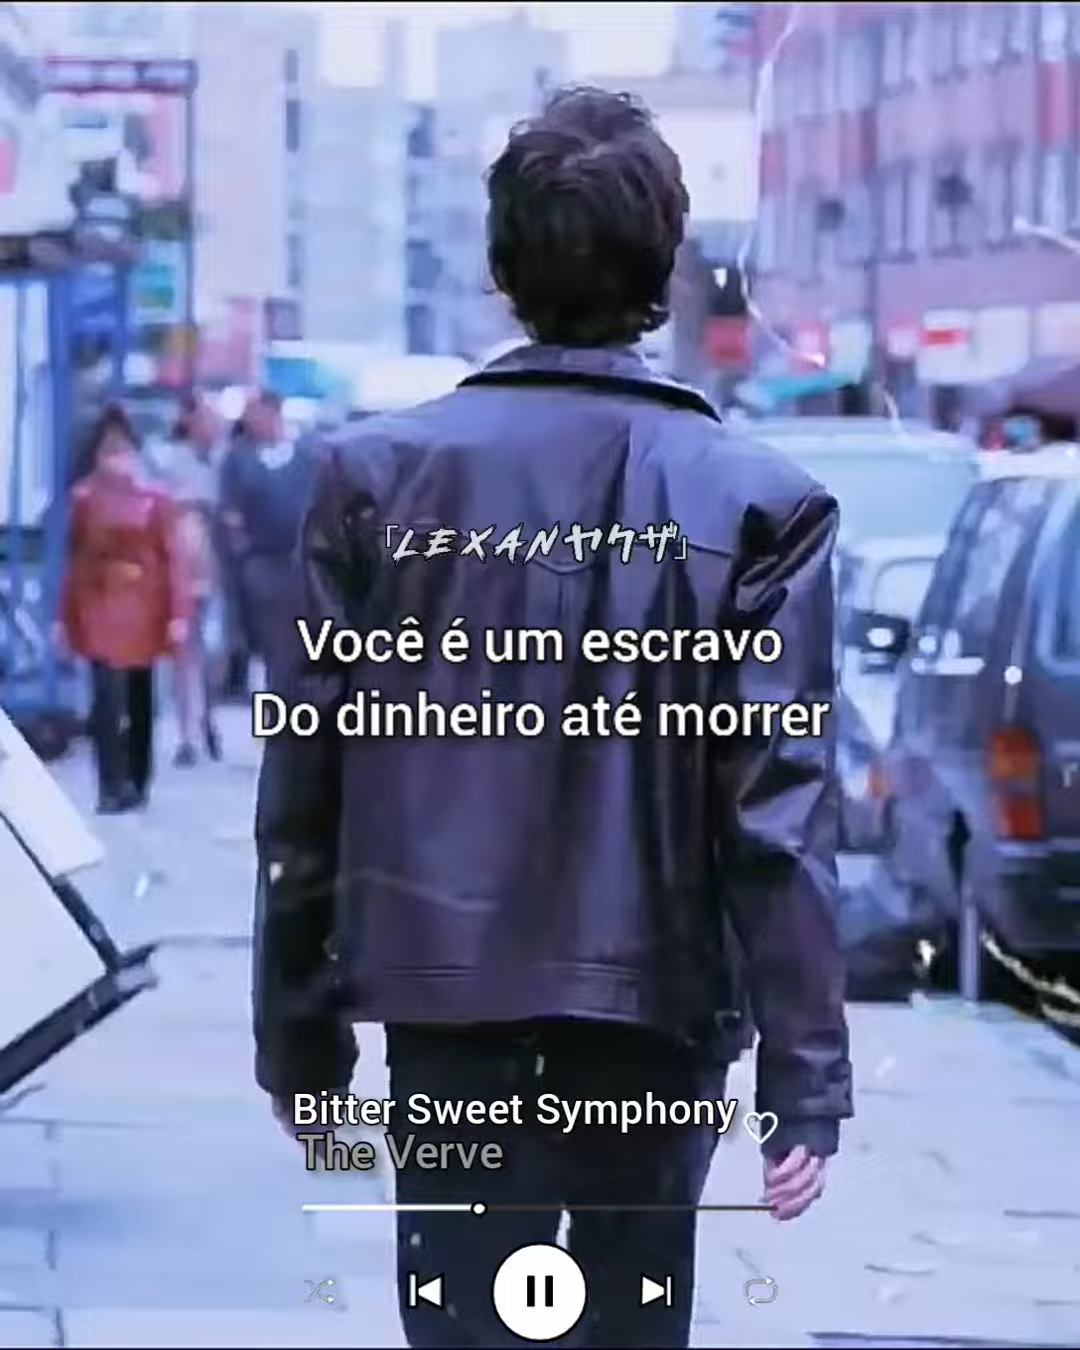 「LEXANヤクザ」
Você é um escravo
Do dinheiro até morrer
Bitter Sweet Symphony
The Verve